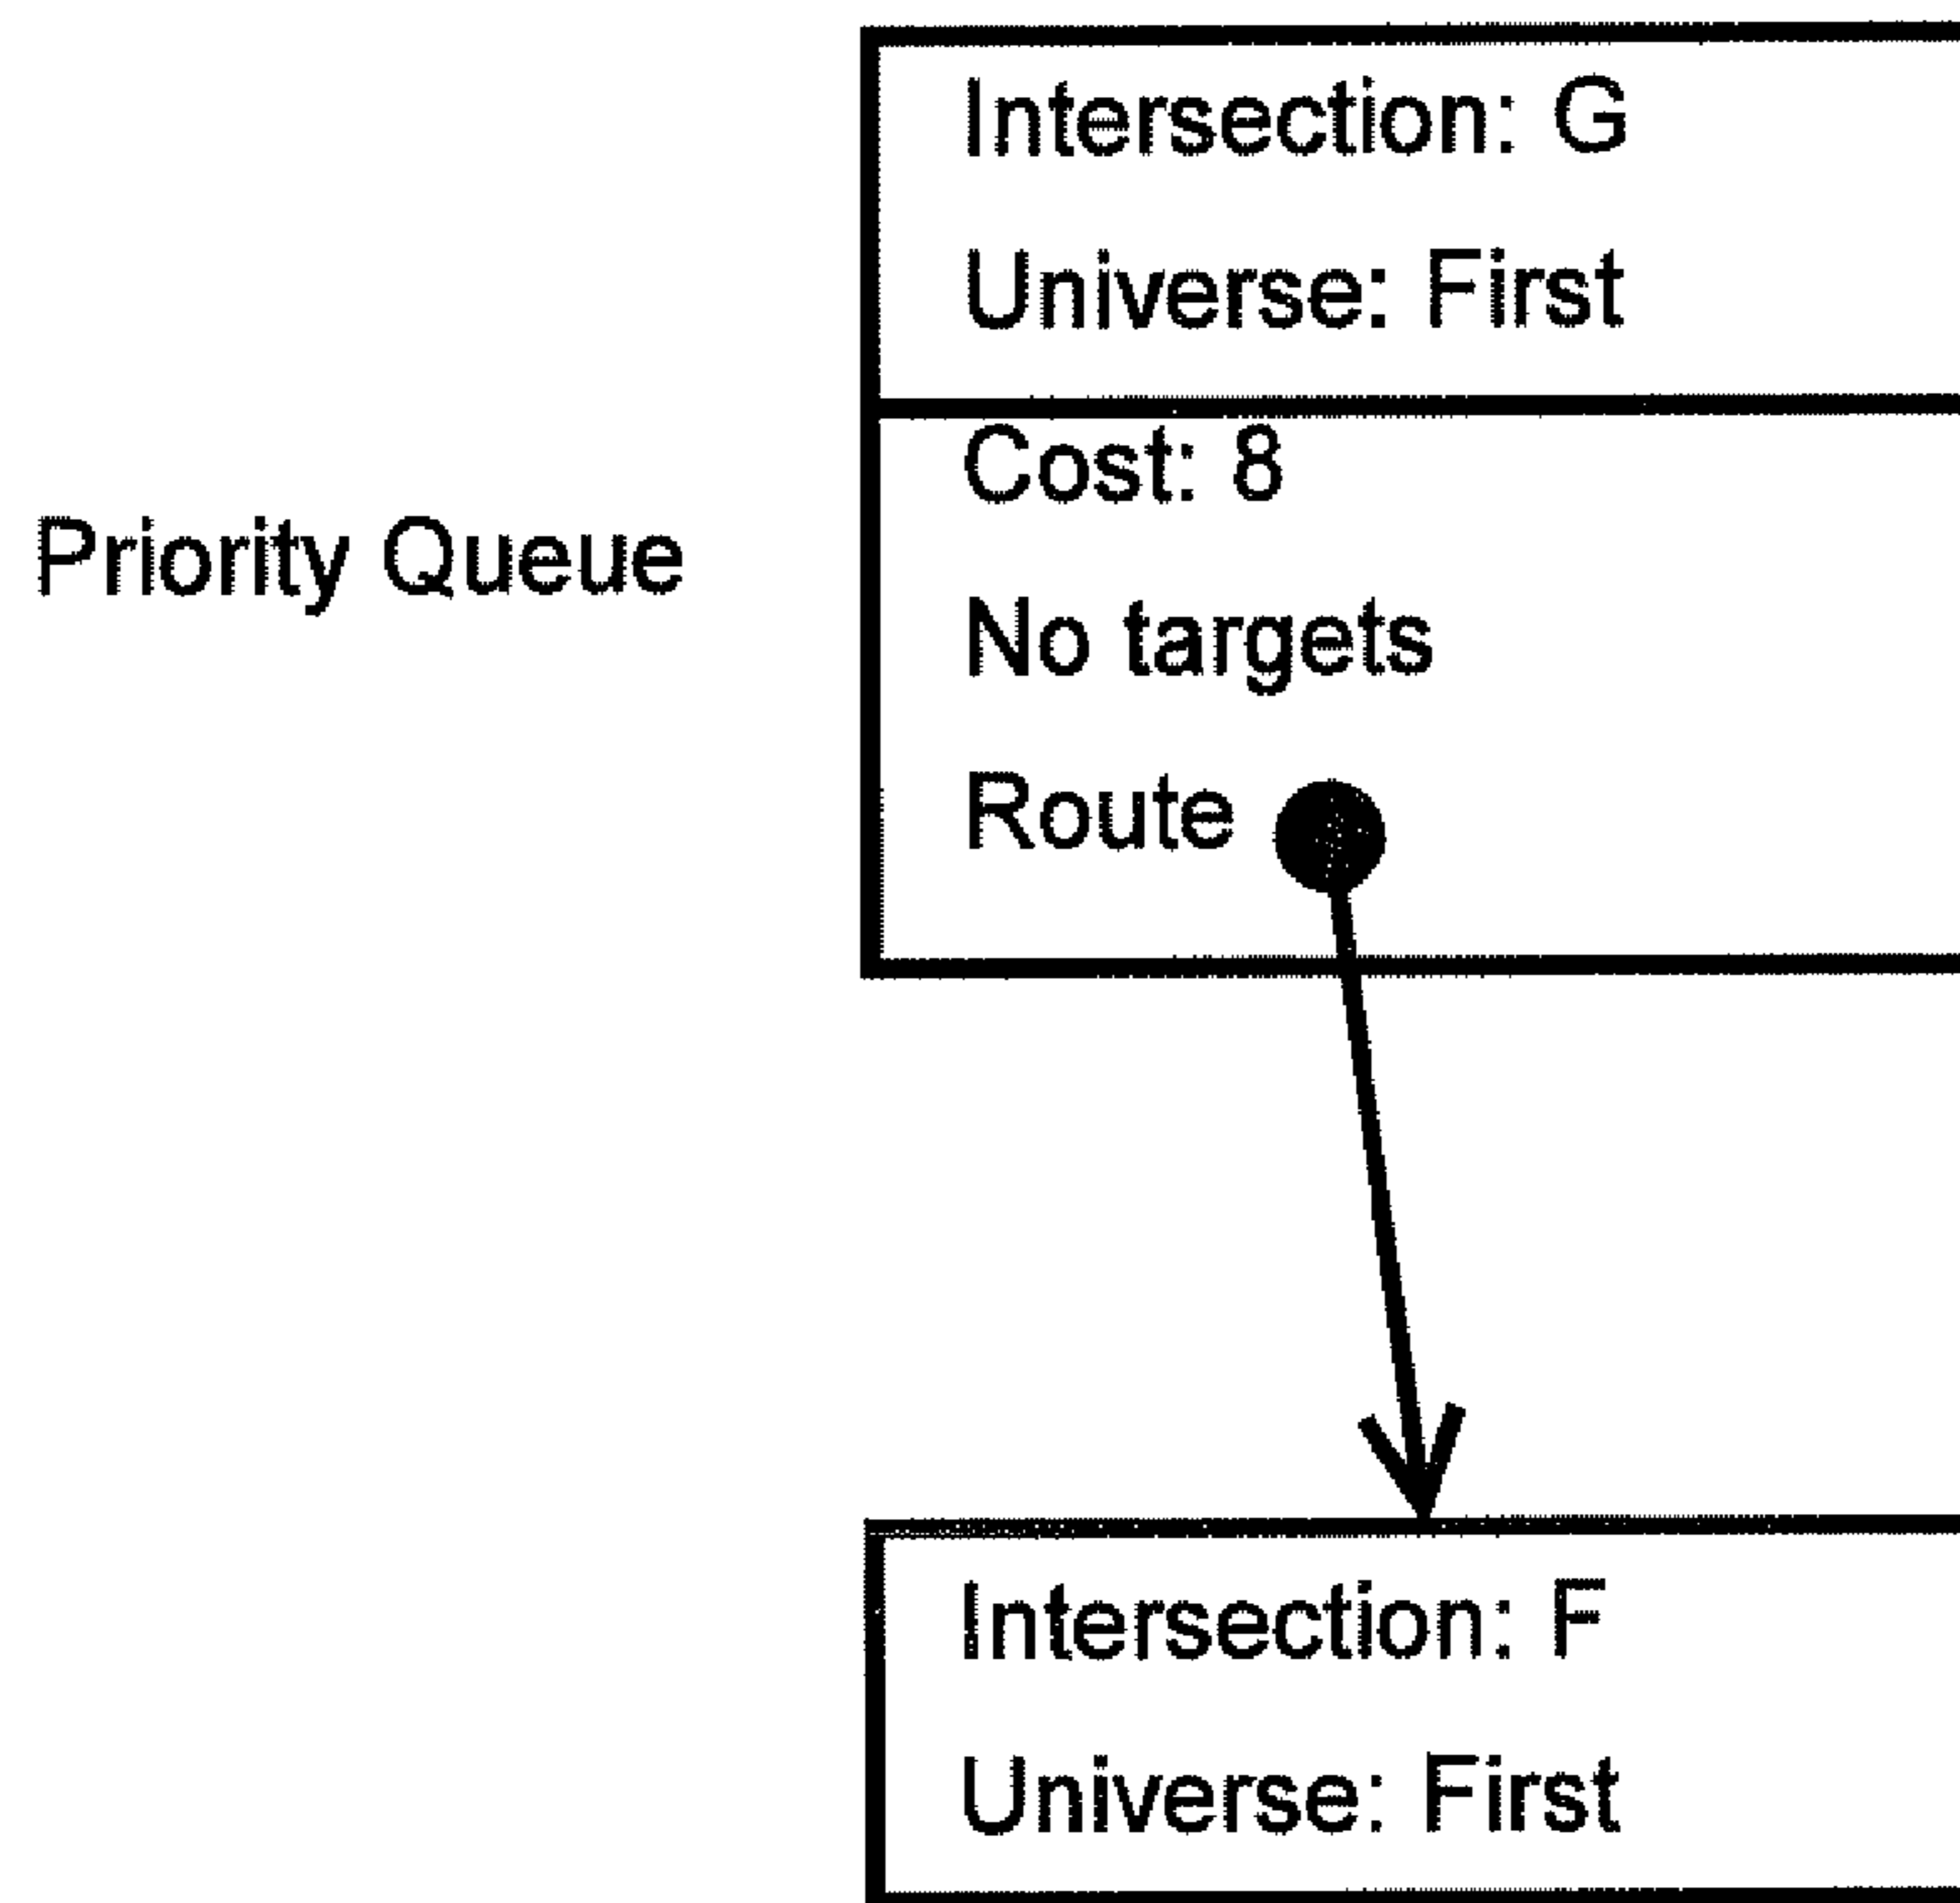 Intersection: G
Universe: First
Priority Queue
Cost: 8
No targets
Route
Intersection: F
Universe: First